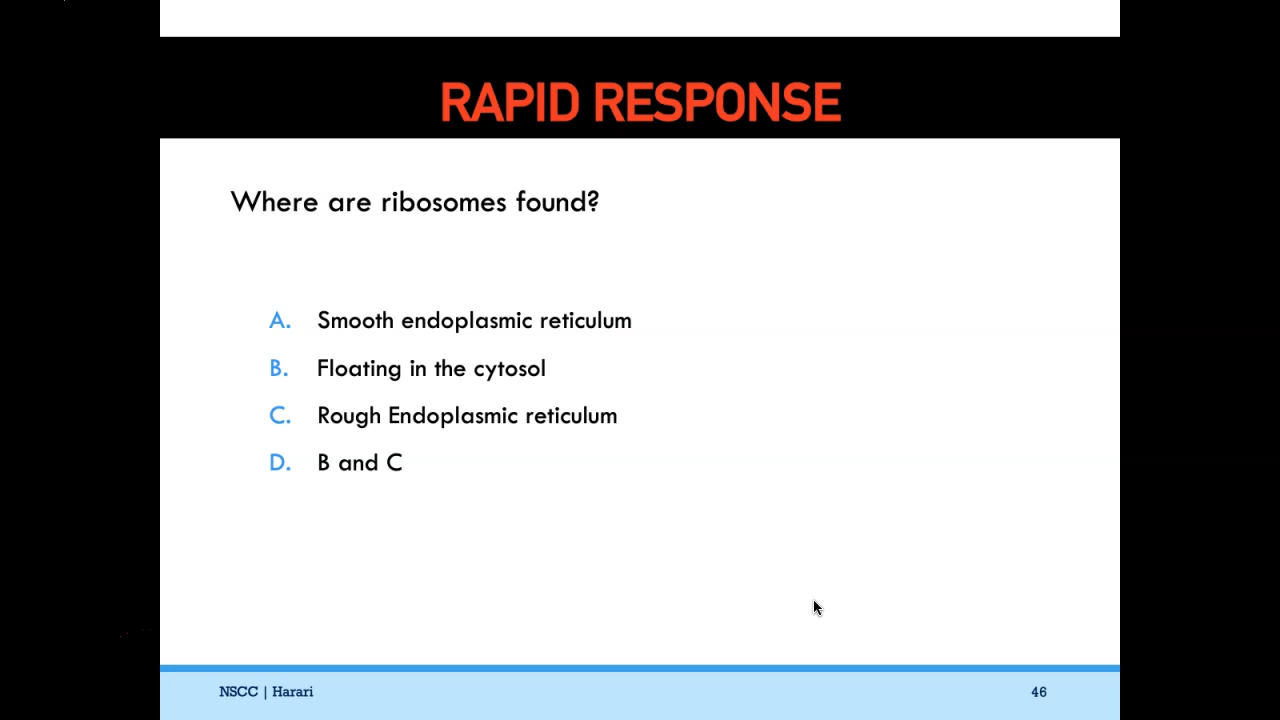 RAPID RESPONSE
Where are ribosomes found?
A. Smooth endoplasmic reticulum
B. Floating in the cytosol
C. Rough Endoplasmic reticulum
D. B and C
NSCC | Harari
46